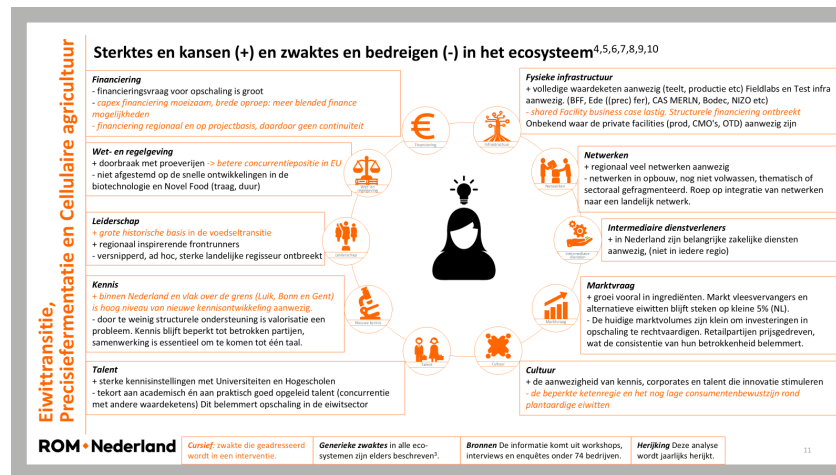 Sterktes en kansen (+) en zwaktes en bedreigen (-) in het ecosysteem4,5,6,7,8,9,10
Eiwittransitie,
Precisiefermentatie en Cellulaire agricultuur
Financiering
- financieringsvraag voor opschaling is groot
- capex financiering moeizaam, brede oproep: meer blended finance
mogelijkheden
- financiering regionaal en op projectbasis, daardoor geen continuïteit
Wet- en regelgeving
+ doorbraak met proeverijen -> betere concurrentiepositie in EU
- niet afgestemd op de snelle ontwikkelingen in de
biotechnologie en Novel Food (traag, duur)
Leiderschap
+ grote historische basis in de voedseltransitie
+ regionaal inspirerende frontrunners
- versnipperd, ad hoc, sterke landelijke regisseur ontbreekt
Kennis
+ binnen Nederland en vlak over de grens (Luik, Bonn en Gent)
is hoog niveau van nieuwe kennisontwikkeling aanwezig.
- door te weinig structurele ondersteuning is valorisatie een
probleem. Kennis blijft beperkt tot betrokken partijen,
samenwerking is essentieel om te komen tot één taal.
Talent
+ sterke kennisinstellingen met Universiteiten en Hogescholen
- tekort aan academisch én aan praktisch goed opgeleid talent (concurrentie
met andere waardeketens) Dit belemmert opschaling in de eiwitsector
Financiering
Infrastructuur
Wet- en
regelgeving
Netwerken
Leiderschap
Intermediaire
diensten
Nieuwe kennis
Marktvraag
Talent
Cultuur
Fysieke infrastructuur
+ volledige waardeketen aanwezig (teelt, productie etc) Fieldlabs en Test infra
aanwezig. (BFF, Ede ((prec) fer), CAS MERLN, Bodec, NIZO etc)
- shared Facility business case lastig. Structurele financiering ontbreekt
Onbekend waar de private facilities (prod, CMO's, OTD) aanwezig zijn
Netwerken
+ regionaal veel netwerken aanwezig
- netwerken in opbouw, nog niet volwassen, thematisch of
sectoraal gefragmenteerd. Roep op integratie van netwerken
naar een landelijk netwerk.
Intermediaire dienstverleners
+ in Nederland zijn belangrijke zakelijke diensten
aanwezig, (niet in iedere regio)
Marktvraag
+ groei vooral in ingrediënten. Markt vleesvervangers en
alternatieve eiwitten blijft steken op kleine 5% (NL).
- De huidige marktvolumes zijn klein om investeringen in
opschaling te rechtvaardigen. Retailpartijen prijsgedreven,
wat de consistentie van hun betrokkenheid belemmert.
Cultuur
+ de aanwezigheid van kennis, corporates en talent die innovatie stimuleren
- de beperkte ketenregie en het nog lage consumentenbewustzijn rond
plantaardige eiwitten
ROM Nederland
Cursief: zwakte die geadresseerd
wordt in een interventie.
Generieke zwaktes in alle eco-
systemen zijn elders beschreven3.
Bronnen De informatie komt uit workshops,
interviews en enquêtes onder 74 bedrijven.
Herijking Deze analyse
wordt jaarlijks herijkt.
11